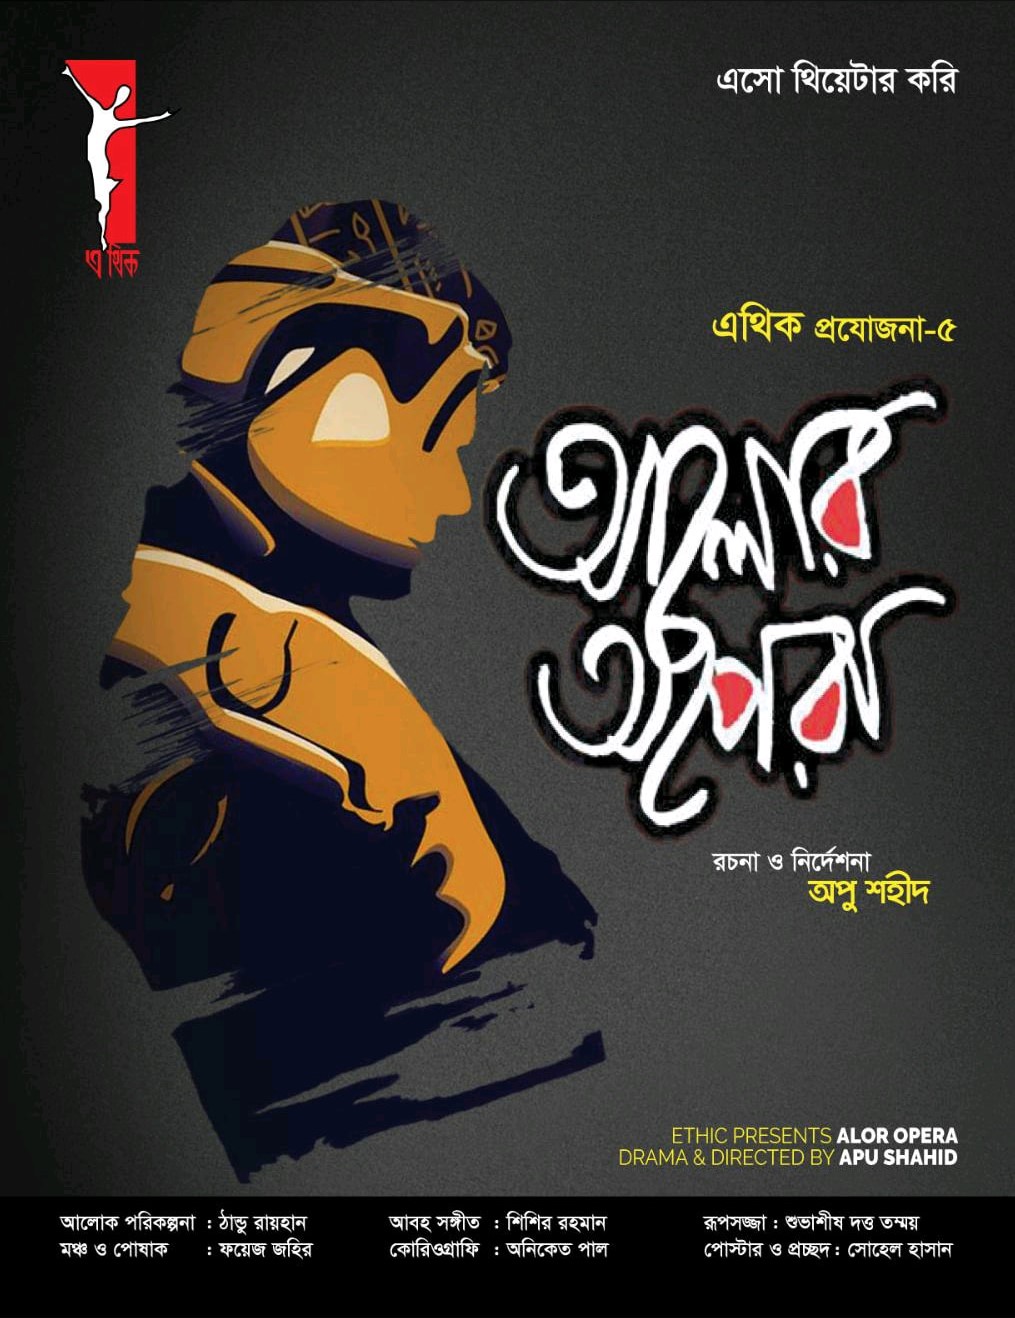 এসো থিয়েটার করি
এথিক
এথিক প্রযোজনা-৫
আলোর
অপেরা
রচনা ও নির্দেশনা
অপু শহীদ
ETHIC PRESENTS ALOR OPERA
DRAMA & DIRECTED BY APU SHAHID
আলোক পরিকল্পনা : ঠান্ডু রায়হান
মঞ্চ ও পোষাক : ফয়েজ জহির
আবহ সঙ্গীত : শিশির রহমান
কোরিওগ্রাফি : অনিকেত পাল
রূপসজ্জা : শুভাশীষ দত্ত তন্ময়
পোস্টার ও প্রচ্ছদ : সোহেল হাসান